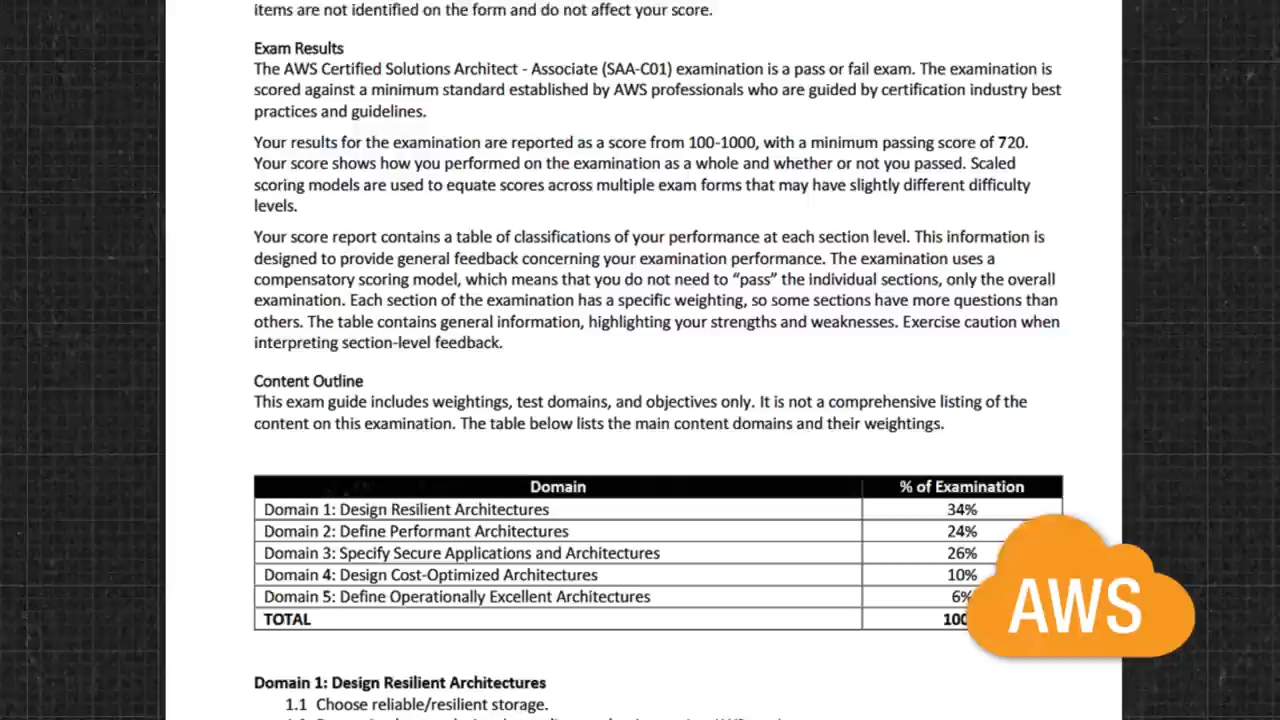 items are not identified on the form and do not affect your score.
Exam Results
The AWS Certified Solutions Architect - Associate (SAA-C01) examination is a pass or fail exam. The examination is
scored against a minimum standard established by AWS professionals who are guided by certification industry best
practices and guidelines.
Your results for the examination are reported as a score from 100-1000, with a minimum passing score of 720.
Your score shows how you performed on the examination as a whole and whether or not you passed. Scaled
scoring models are used to equate scores across multiple exam forms that may have slightly different difficulty
levels.
Your score report contains a table of classifications of your performance at each section level. This information is
designed to provide general feedback concerning your examination performance. The examination uses a
compensatory scoring model, which means that you do not need to “pass” the individual sections, only the overall
examination. Each section of the examination has a specific weighting, so some sections have more questions than
others. The table contains general information, highlighting your strengths and weaknesses. Exercise caution when
interpreting section-level feedback.
Content Outline
This exam guide includes weightings, test domains, and objectives only. It is not a comprehensive listing of the
content on this examination. The table below lists the main content domains and their weightings.
Domain % of Examination
Domain 1: Design Resilient Architectures 34%
Domain 2: Define Performant Architectures 24%
Domain 3: Specify Secure Applications and Architectures 26%
Domain 4: Design Cost-Optimized Architectures 10%
Domain 5: Define Operationally Excellent Architectures 6%
TOTAL 100
AWS
Domain 1: Design Resilient Architectures
1.1 Choose reliable/resilient storage.